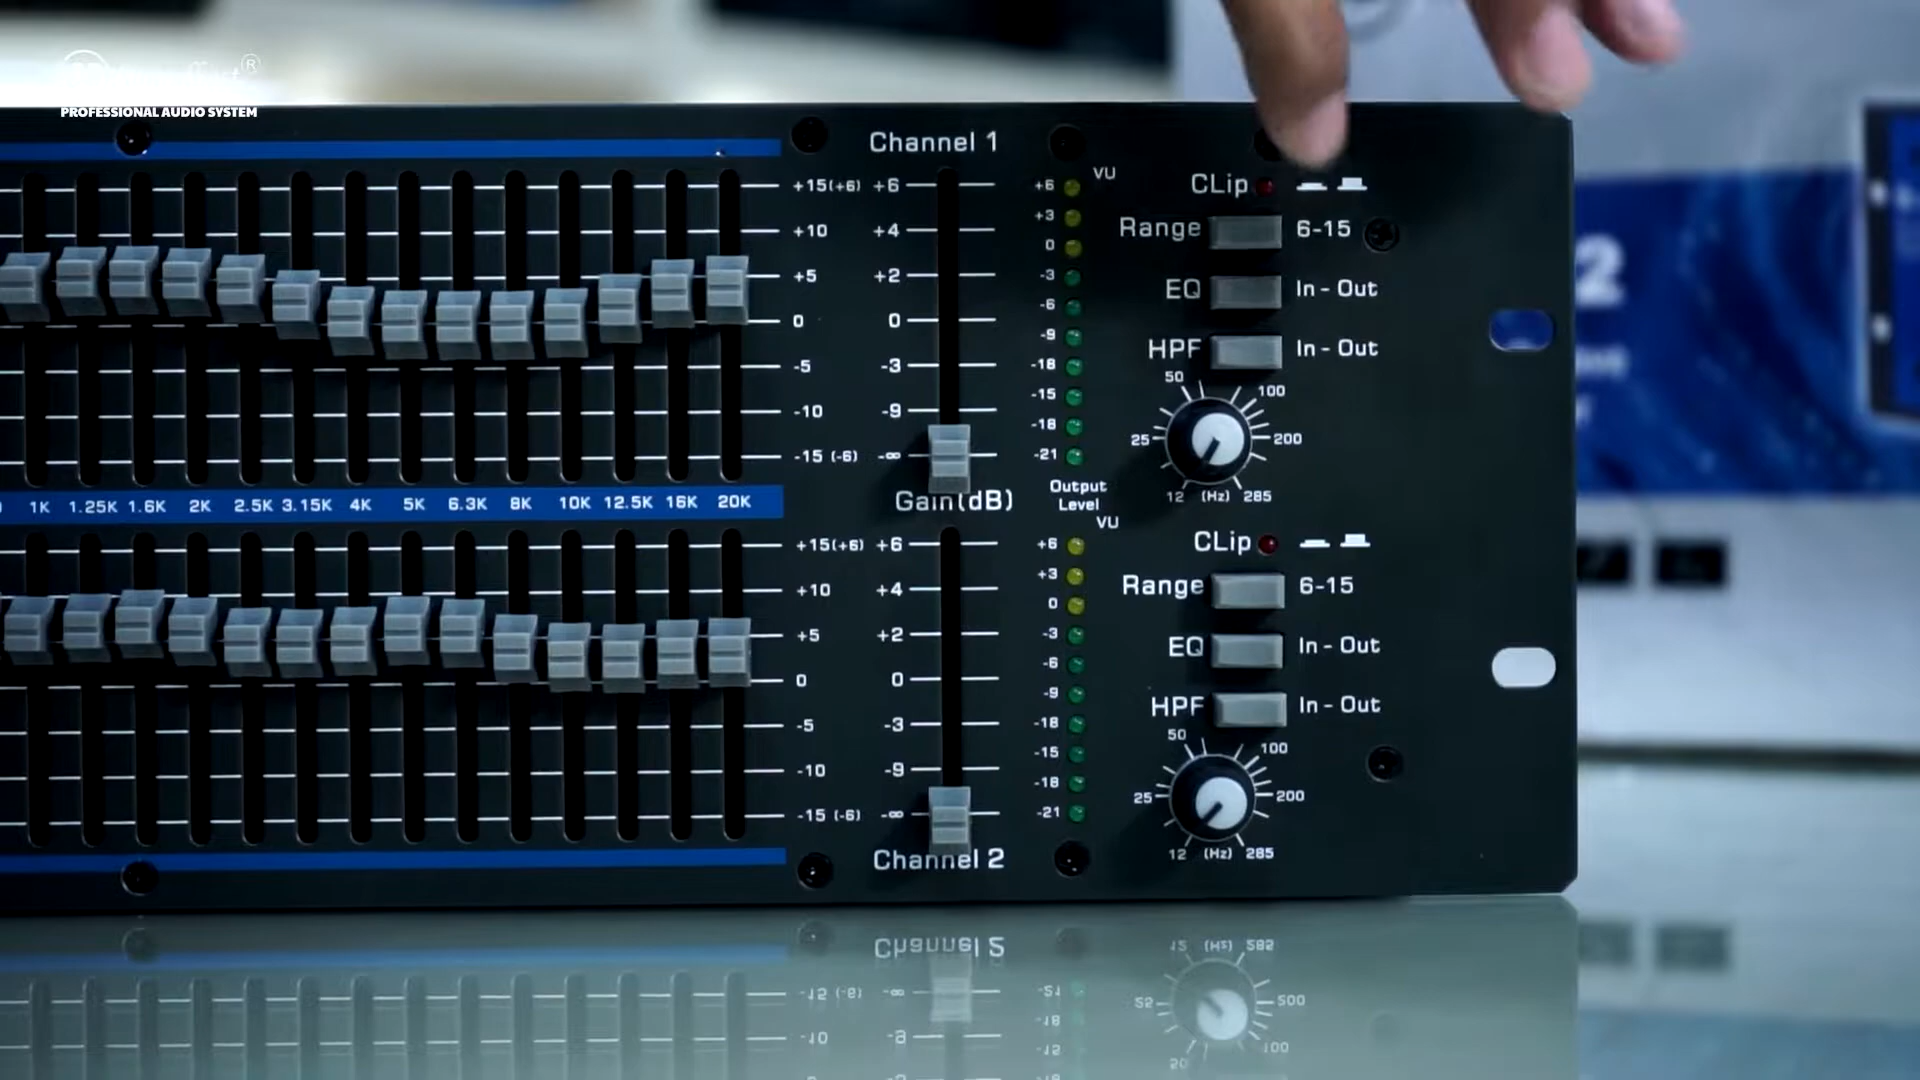 PROFESSIONAL AUDIO SYSTEM
Channel 1
+15(+6) +6
+10 +4
+5 +2
0 0
-5 -3
-10 -9
-15 (-6) -∞
VU
+6
+3
0
-3
-6
-9
-18
-15
-18
-21
CLip
Range 6-15
EQ In - Out
HPF In - Out
50 100
25 200
12 (Hz) 285
1K 1.25K 1.6K 2K 2.5K 3.15K 4K 5K 6.3K 8K 10K 12.5K 16K 20K
Gain(dB)
Output
Level
VU
+15(+6) +6
+10 +4
+5 +2
0 0
-5 -3
-10 -9
-15 (-6) -∞
+6
+3
0
-3
-6
-9
-18
-15
-18
-21
CLip
Range 6-15
EQ In - Out
HPF In - Out
50 100
25 200
12 (Hz) 285
Channel 2
2